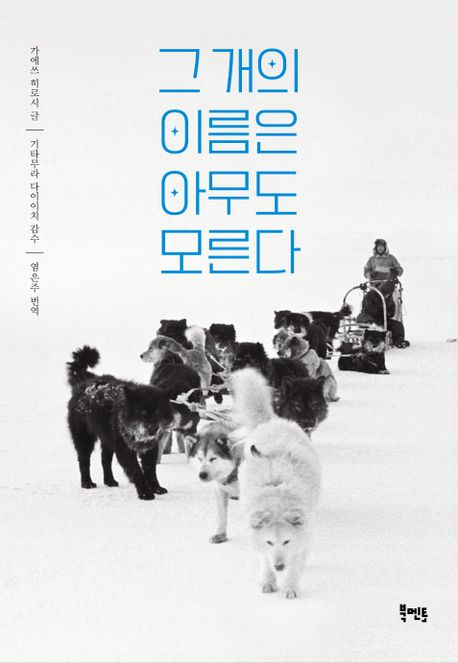 그 개의
이름은
아무도
모른다
가에쓰 히로시 글
기타무라 다이이치 감수
염은주 번역
북멘토